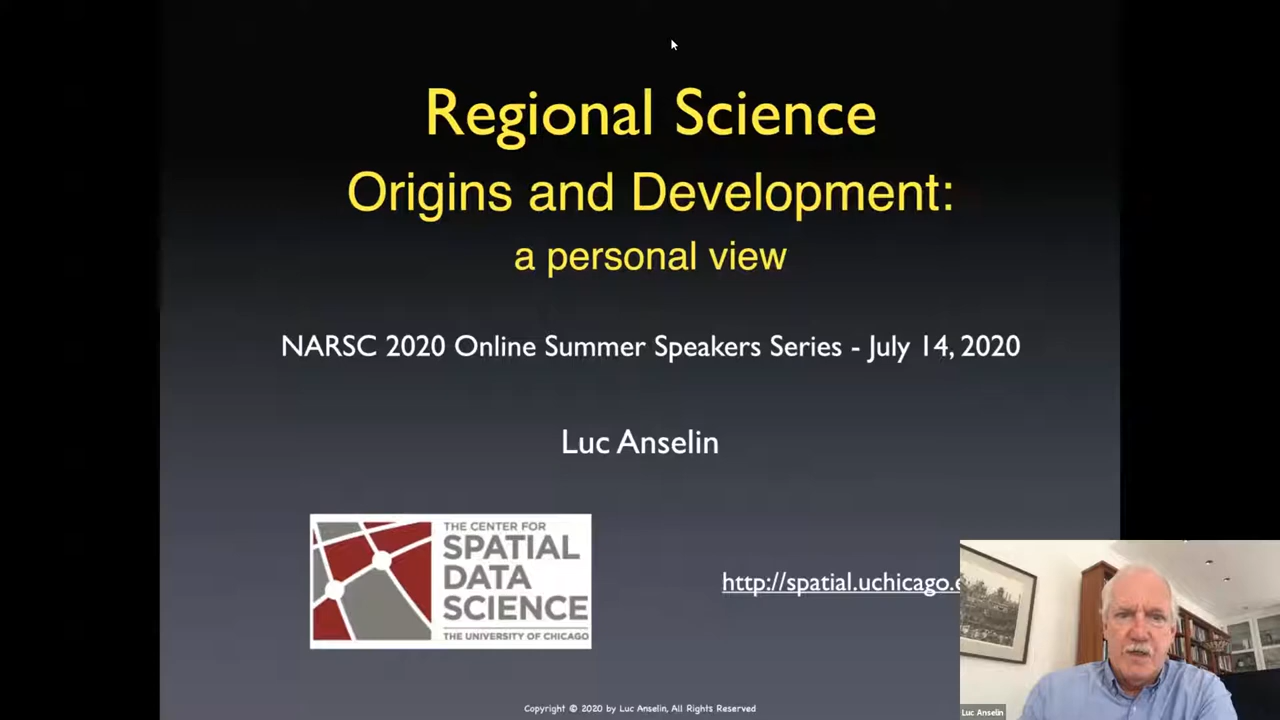 Regional Science
Origins and Development:
a personal view
NARSC 2020 Online Summer Speakers Series - July 14, 2020
Luc Anselin
THE CENTER FOR
SPATIAL
DATA
SCIENCE
THE UNIVERSITY OF CHICAGO
http://spatial.uchicago.e
Luc Anselin
Copyright © 2020 by Luc Anselin, All Rights Reserved